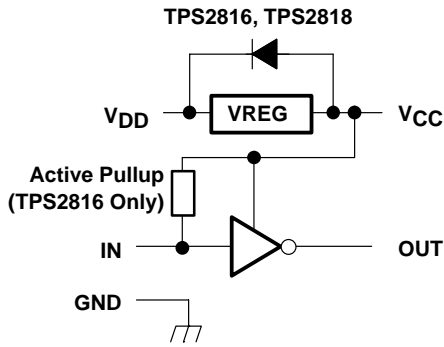 TPS2816, TPS2818
VDD
VREG
VCC
Active Pullup
(TPS2816 Only)
IN
OUT
GND